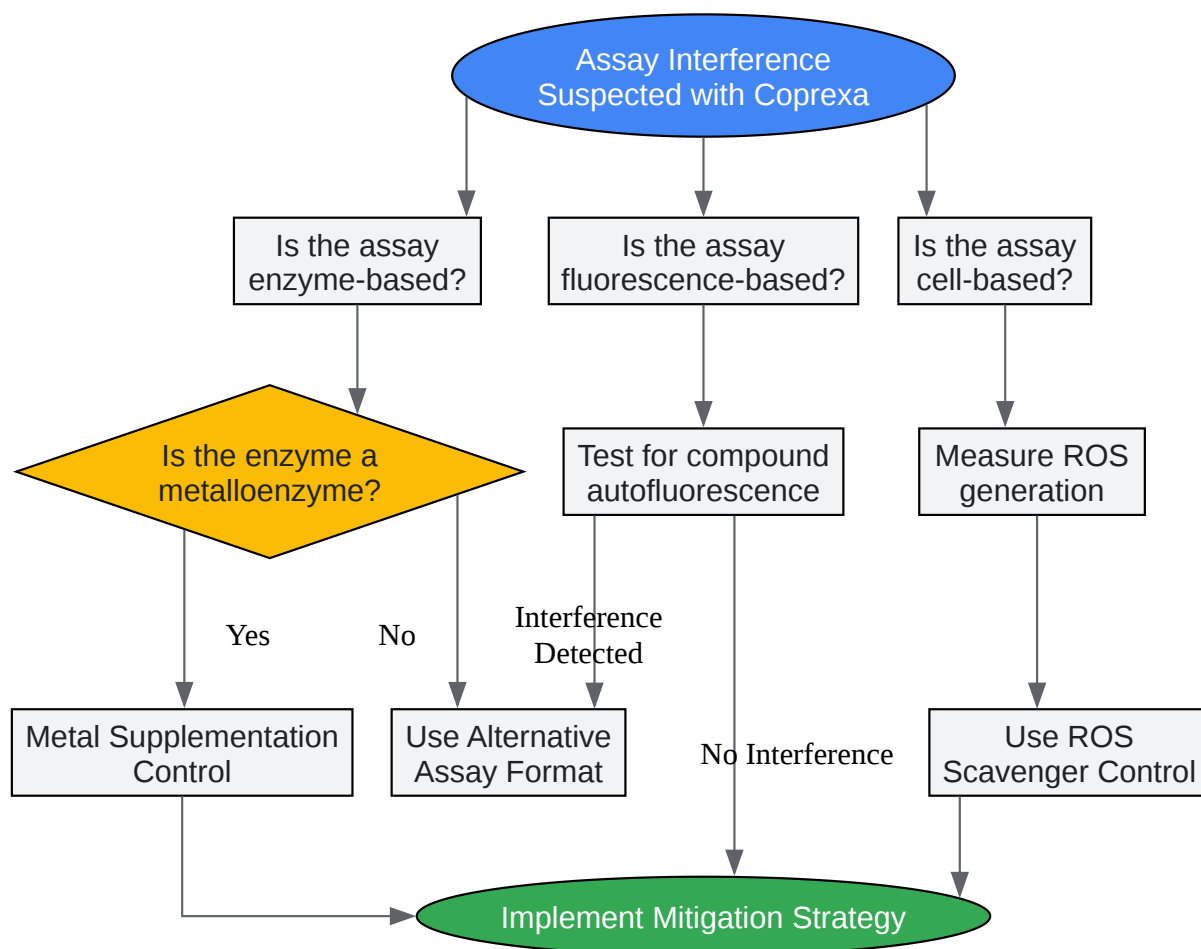 Assay Interference
Suspected with Coprexa
Is the assay
enzyme-based?
Is the assay
fluorescence-based?
Is the assay
cell-based?
Is the enzyme a
metalloenzyme?
Test for compound
autofluorescence
Measure ROS
generation
Yes
No
Interference
Detected
No Interference
Metal Supplementation
Control
Use Alternative
Assay Format
Use ROS
Scavenger Control
Implement Mitigation Strategy